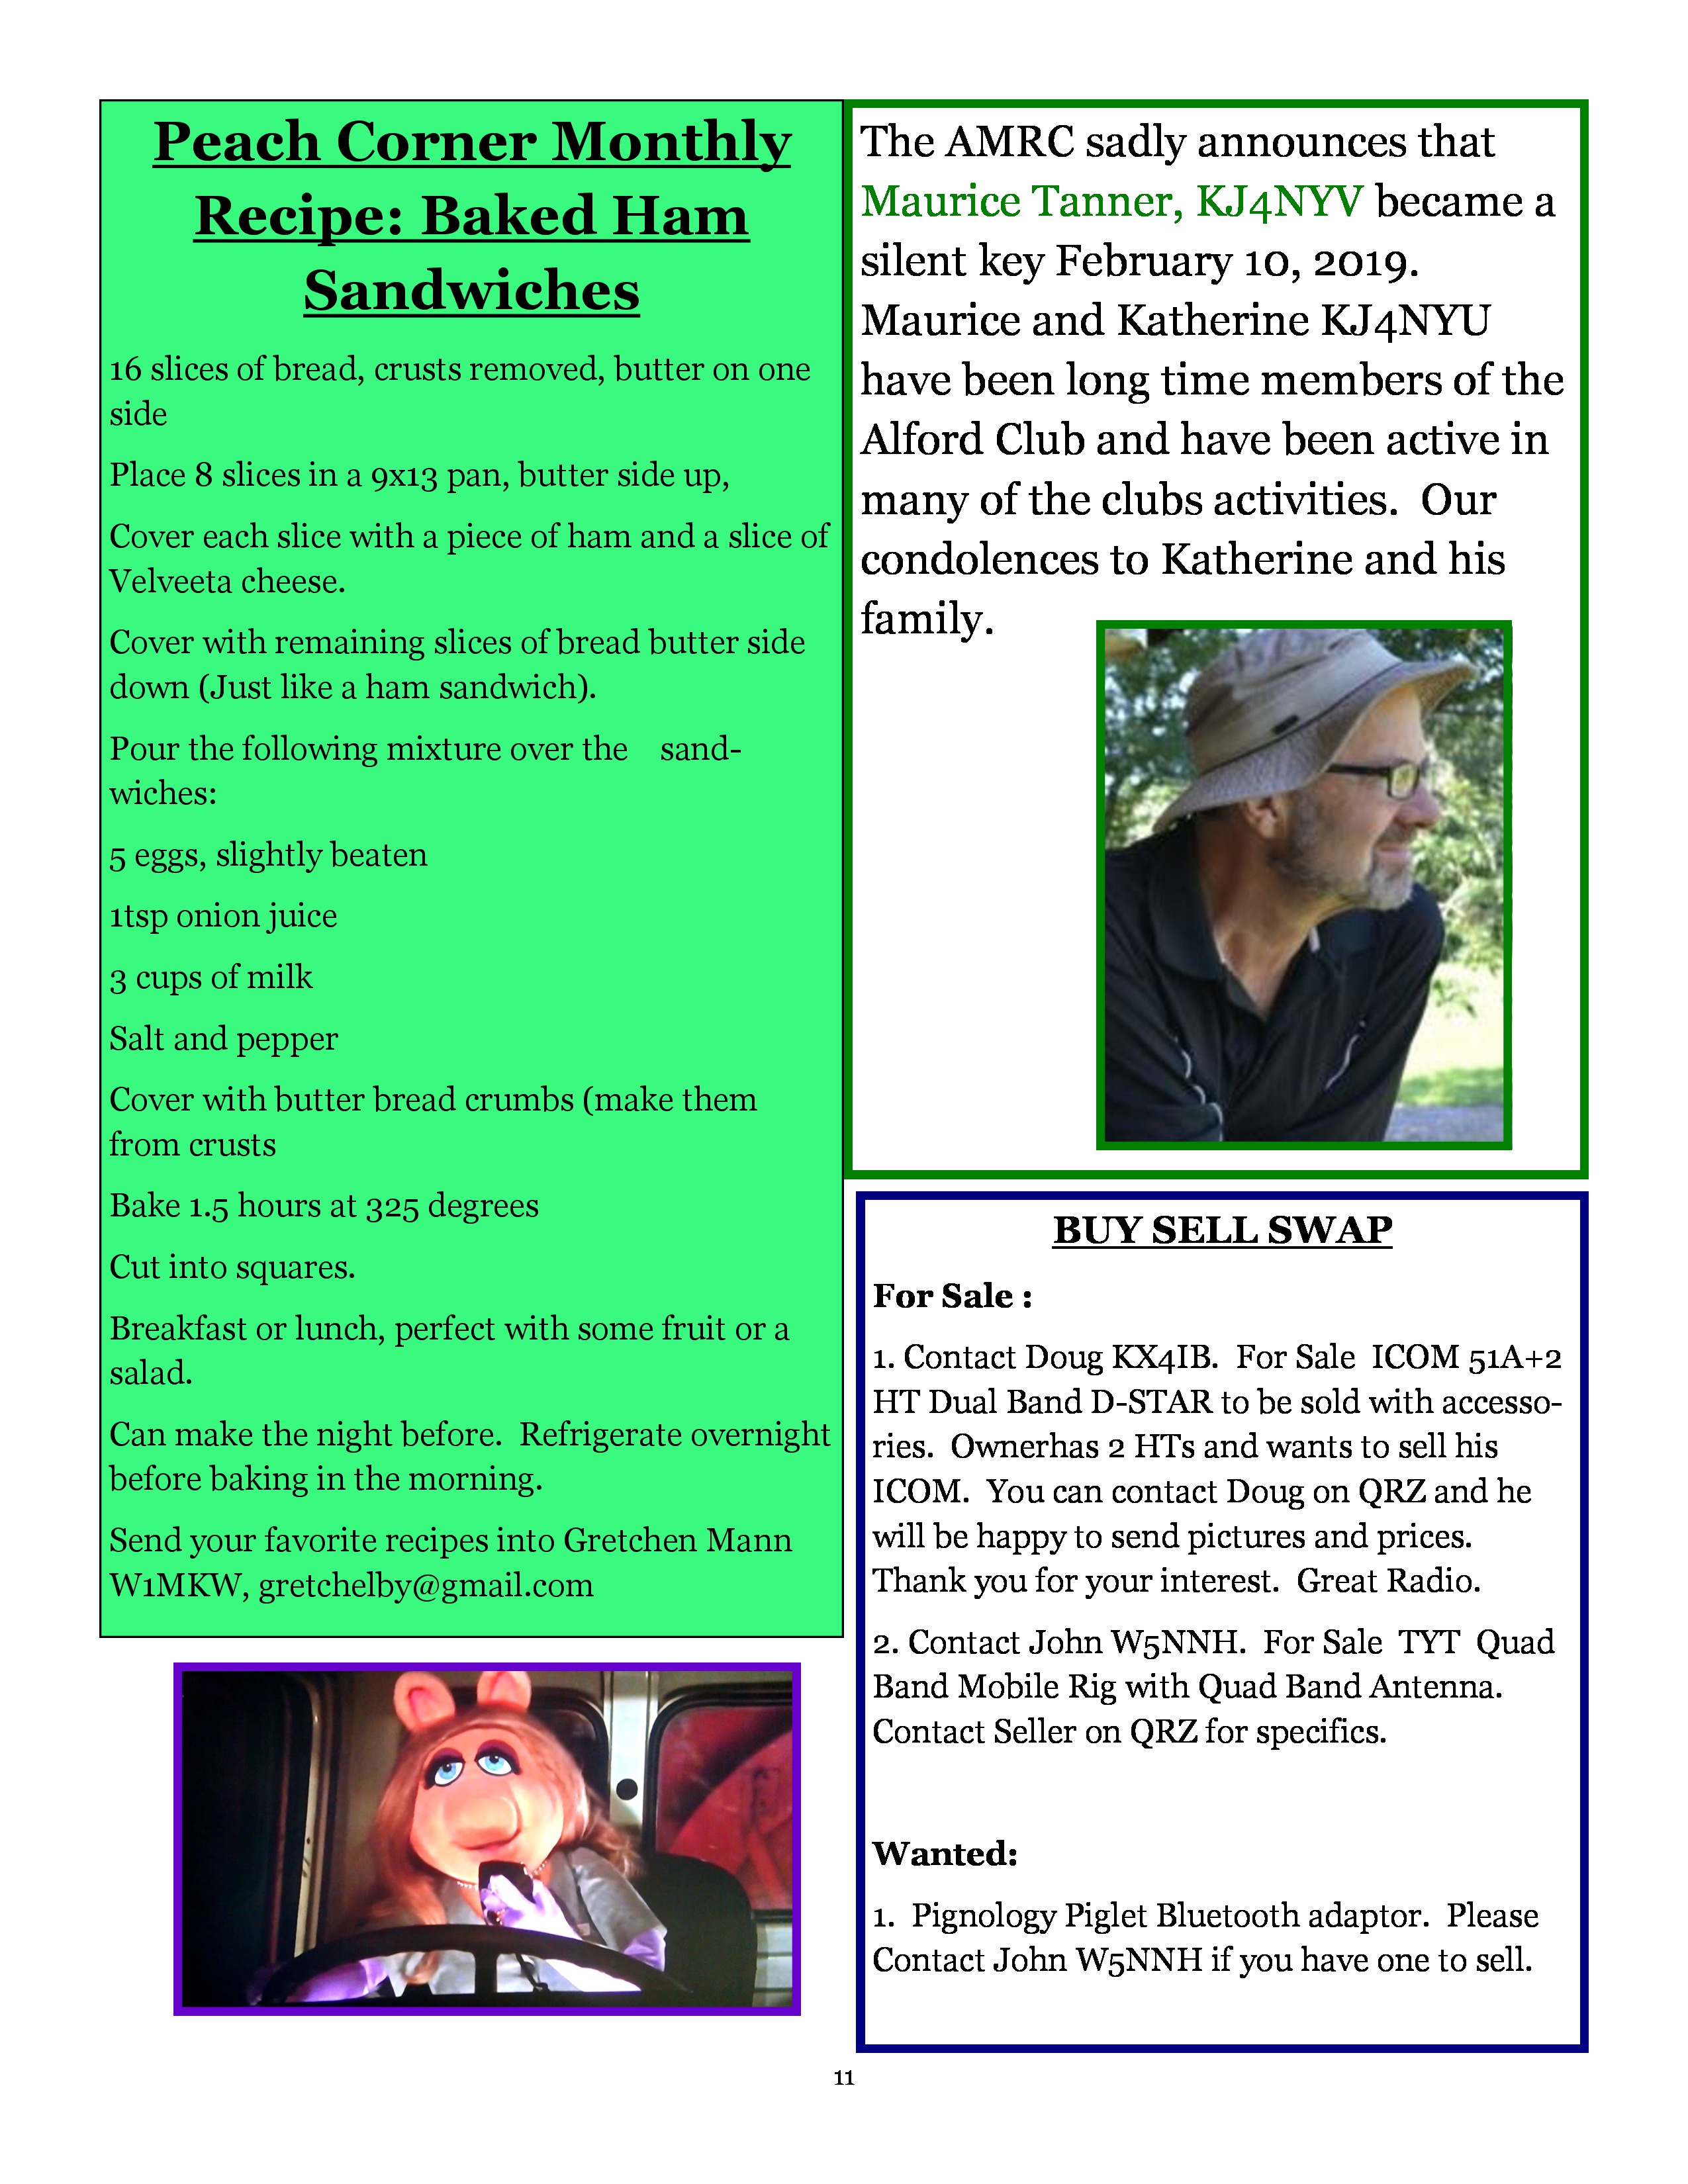 Peach Corner Monthly
Recipe: Baked Ham
Sandwiches
16 slices of bread, crusts removed, butter on one
side
Place 8 slices in a 9x13 pan, butter side up,
Cover each slice with a piece of ham and a slice of
Velveeta cheese.
Cover with remaining slices of bread butter side
down (Just like a ham sandwich).
Pour the following mixture over the    sand-
wiches:
5 eggs, slightly beaten
1tsp onion juice
3 cups of milk
Salt and pepper
Cover with butter bread crumbs (make them
from crusts
Bake 1.5 hours at 325 degrees
Cut into squares.
Breakfast or lunch, perfect with some fruit or a
salad.
Can make the night before.  Refrigerate overnight
before baking in the morning.
Send your favorite recipes into Gretchen Mann
W1MKW, gretchelby@gmail.com
The AMRC sadly announces that
Maurice Tanner, KJ4NYV became a
silent key February 10, 2019.
Maurice and Katherine KJ4NYU
have been long time members of the
Alford Club and have been active in
many of the clubs activities.  Our
condolences to Katherine and his
family.
BUY SELL SWAP
For Sale :
1. Contact Doug KX4IB.  For Sale  ICOM 51A+2
HT Dual Band D-STAR to be sold with accesso-
ries.  Ownerhas 2 HTs and wants to sell his
ICOM.  You can contact Doug on QRZ and he
will be happy to send pictures and prices.
Thank you for your interest.  Great Radio.
2. Contact John W5NNH.  For Sale  TYT  Quad
Band Mobile Rig with Quad Band Antenna.
Contact Seller on QRZ for specifics.
Wanted:
1.  Pignology Piglet Bluetooth adaptor.  Please
Contact John W5NNH if you have one to sell.
11